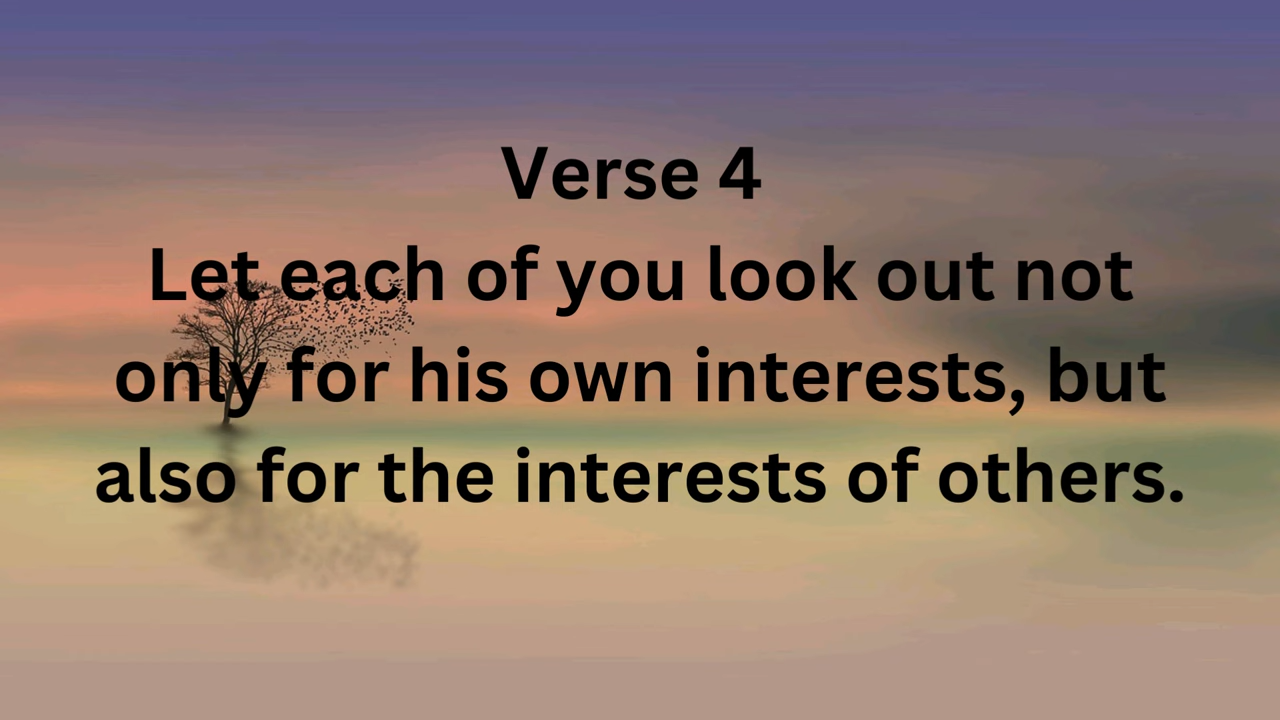 Verse 4
Let each of you look out not
only for his own interests, but
also for the interests of others.